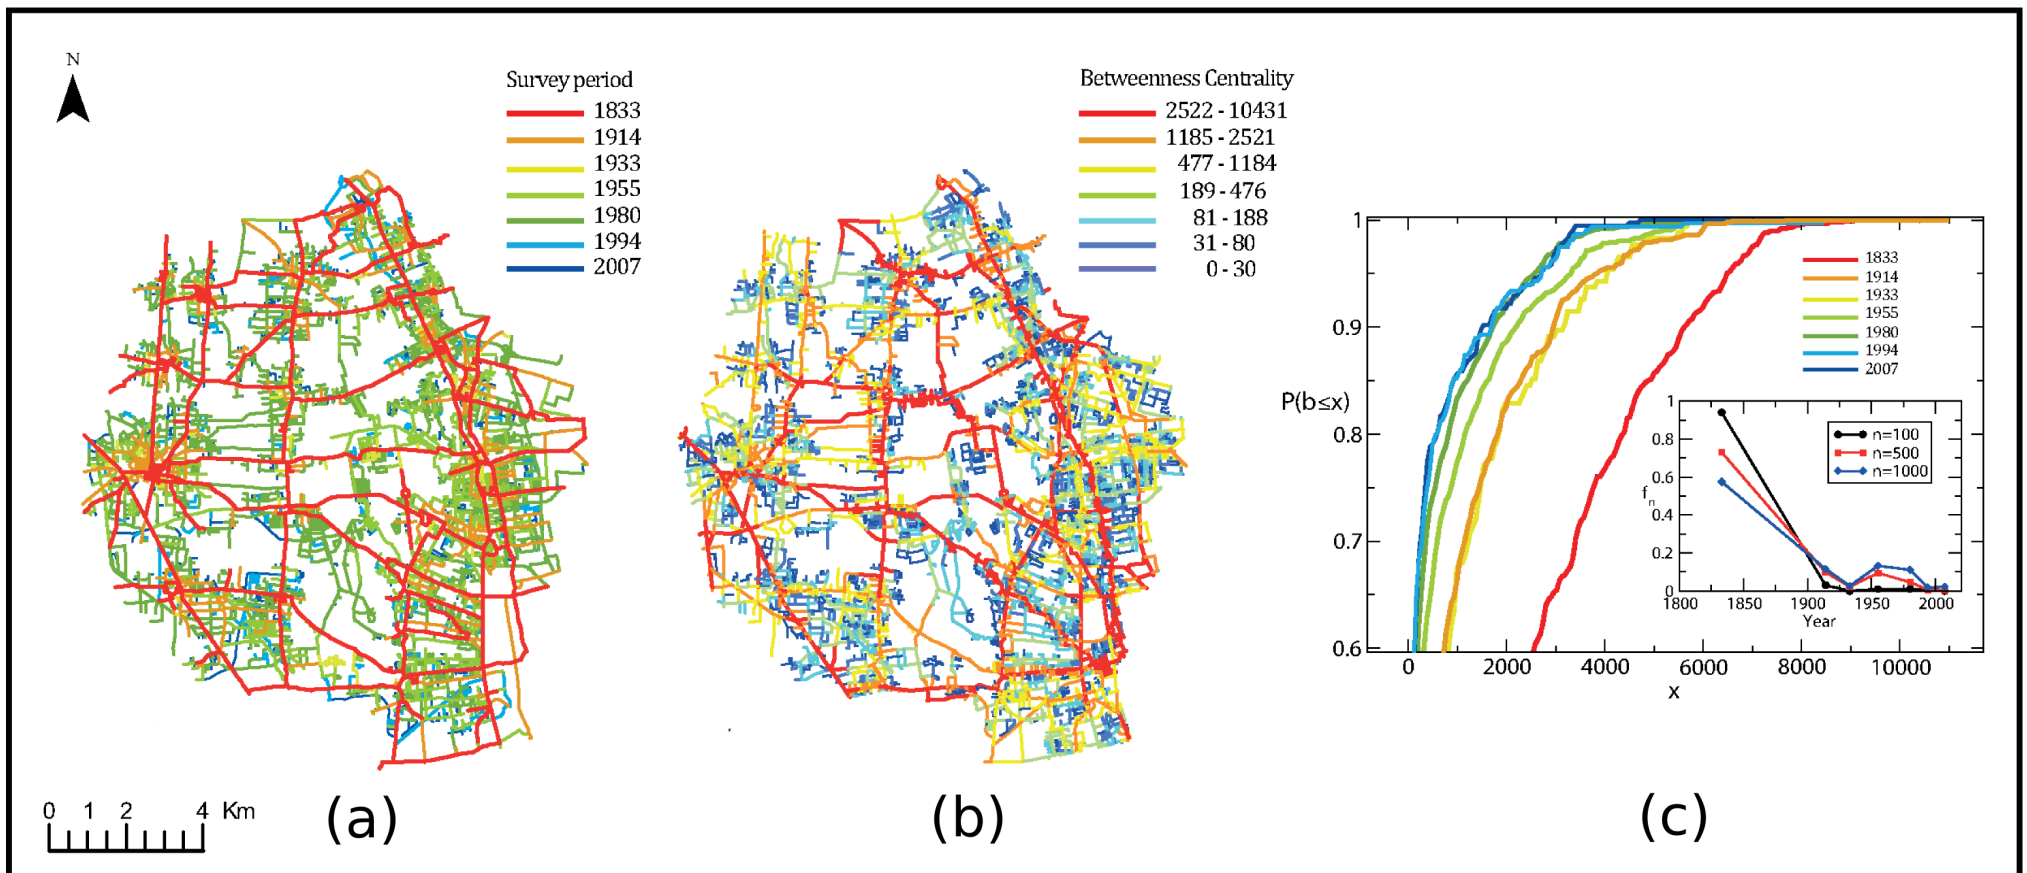 N
Survey period
1833
1914
1933
1955
1980
1994
2007
0 1 2 4 Km
(a)
Betweenness Centrality
2522 - 10431
1185 - 2521
477 - 1184
189 - 476
81 - 188
31 - 80
0 - 30
(b)
1
0.9
0.8
0.7
0.6
P(b≤x)
0 2000 4000 6000 8000 10000
x
1833
1914
1933
1955
1980
1994
2007
1
0.8
0.6
0.4
0.2
0
fn
n=100
n=500
n=1000
1800 1850 1900 1950 2000
Year
(c)